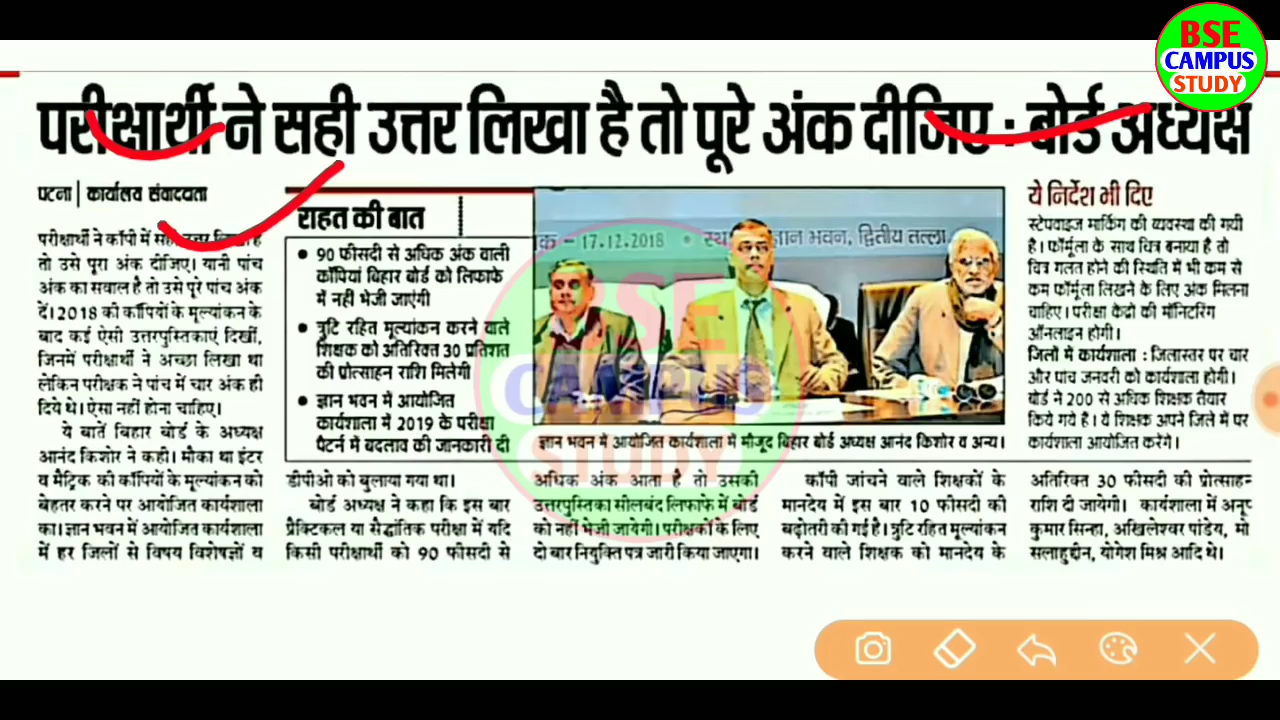 BSE
CAMPUS
STUDY
परीक्षार्थी ने सही उत्तर लिखा है तो पूरे अंक दीजिए : बोर्ड अध्यक्ष
पटना | कार्यालय संवाददाता
परीक्षार्थी ने कॉपी में सही उत्तर लिखा है
तो उसे पूरा अंक दीजिए। यानी पांच
अंक का सवाल है तो उसे पूरे पांच अंक
दें। 2018 की कॉपियों के मूल्यांकन के
बाद कई ऐसी उत्तरपुस्तिकाएं दिखीं,
जिनमें परीक्षार्थी ने अच्छा लिखा था
लेकिन परीक्षक ने पांच में चार अंक ही
दिये थे। ऐसा नहीं होना चाहिए।
ये बातें बिहार बोर्ड के अध्यक्ष
आनंद किशोर ने कही। मौका था इंटर
व मैट्रिक की कॉपियों के मूल्यांकन को
बेहतर करने पर आयोजित कार्यशाला
का। ज्ञान भवन में आयोजित कार्यशाला
में हर जिलों से विषय विशेषज्ञों व
राहत की बात
• 90 फीसदी से अधिक अंक वाली
कॉपियां बिहार बोर्ड को लिफाफे
में नहीं भेजी जाएंगी
• त्रुटि रहित मूल्यांकन करने वाले
शिक्षक को अतिरिक्त 30 प्रतिशत
की प्रोत्साहन राशि मिलेगी
• ज्ञान भवन में आयोजित
कार्यशाला में 2019 के परीक्षा
पैटर्न में बदलाव की जानकारी दी
डीपीओ को बुलाया गया था।
बोर्ड अध्यक्ष ने कहा कि इस बार
प्रैक्टिकल या सैद्धांतिक परीक्षा में यदि
किसी परीक्षार्थी को 90 फीसदी से
क – 17.12.2018 • स्थान ज्ञान भवन, द्वितीय तल्ला
BSE
CAMPUS
STUDY
ज्ञान भवन में आयोजित कार्यशाला में मौजूद बिहार बोर्ड अध्यक्ष आनंद किशोर व अन्य।
अधिक अंक आता है तो उसकी
उत्तरपुस्तिका सीलबंद लिफाफे में बोर्ड
को नहीं भेजी जायेगी। परीक्षकों के लिए
दो बार नियुक्ति पत्र जारी किया जाएगा।
कॉपी जांचने वाले शिक्षकों के
मानदेय में इस बार 10 फीसदी की
बढ़ोतरी की गई है। त्रुटि रहित मूल्यांकन
करने वाले शिक्षक को मानदेय के
ये निर्देश भी दिए
स्टेपवाइज मार्किंग की व्यवस्था की गयी
है। फॉर्मूला के साथ चित्र बनाया है तो
चित्र गलत होने की स्थिति में भी कम से
कम फॉर्मूला लिखने के लिए अंक मिलना
चाहिए। परीक्षा केंद्रों की मॉनिटरिंग
ऑनलाइन होगी।
जिलों में कार्यशाला : जिलास्तर पर चार
और पांच जनवरी को कार्यशाला होगी।
बोर्ड ने 200 से अधिक शिक्षक तैयार
किये गये है। ये शिक्षक अपने जिले में पर
कार्यशाला आयोजित करेंगे।
अतिरिक्त 30 फीसदी की प्रोत्साहन
राशि दी जायेगी। कार्यशाला में अनूप
कुमार सिन्हा, अखिलेश्वर पांडेय, मो
सलाहुद्दीन, योगेश मिश्र आदि थे।